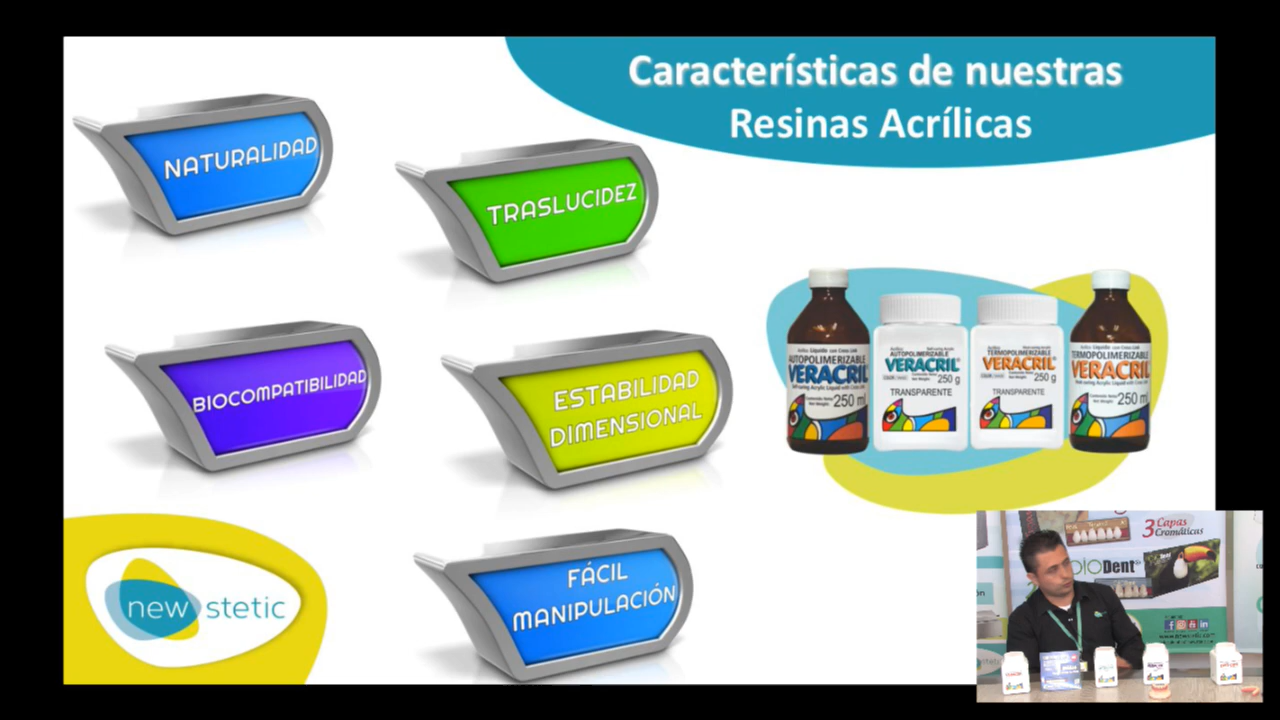 Características de nuestras
Resinas Acrílicas
NATURALIDAD
TRASLUCIDEZ
BIOCOMPATIBILIDAD
ESTABILIDAD
DIMENSIONAL
FÁCIL
MANIPULACIÓN
AUTOPOLIMERIZABLE
VERACRIL
250 ml
AUTOPOLIMERIZABLE
VERACRIL®
250 g
TRANSPARENTE
TERMOPOLIMERIZABLE
VERACRIL®
250 g
TRANSPARENTE
TERMOPOLIMERIZABLE
VERACRIL
250 ml
new stetic
3 Capas
Cromáticas
Dent